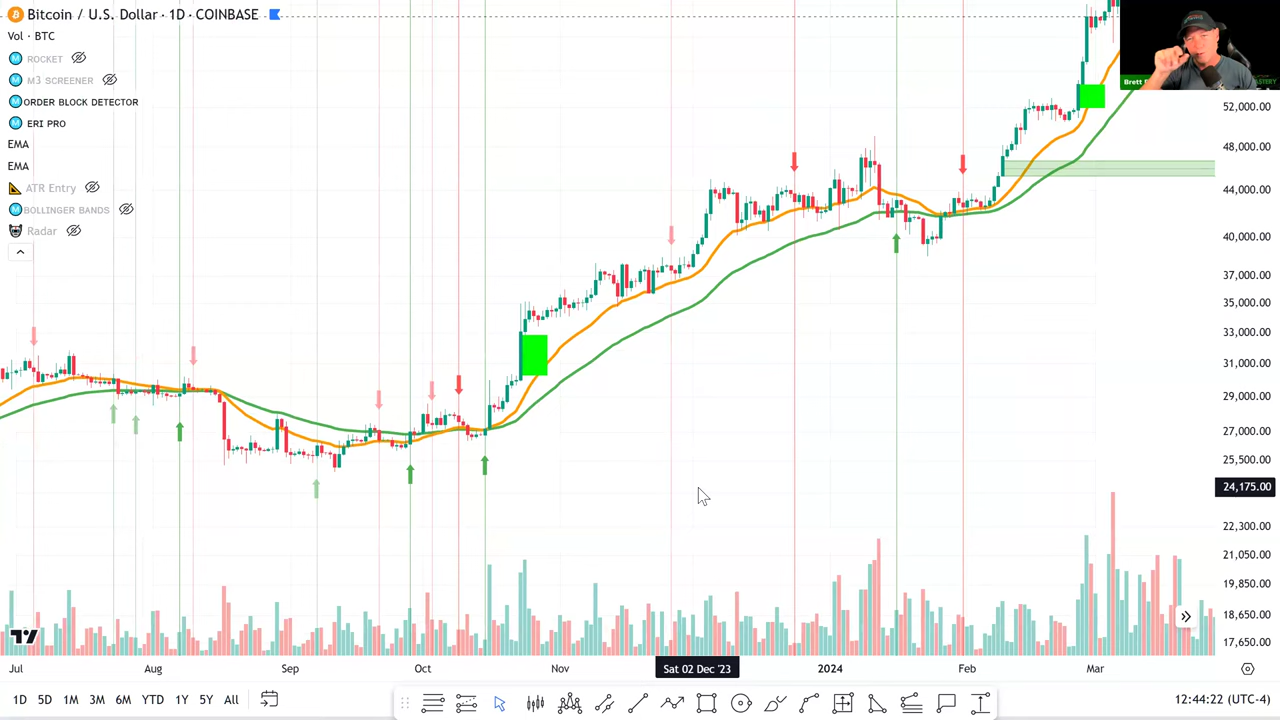 Bitcoin / U.S. Dollar · 1D · COINBASE
Vol · BTC
ROCKET
M3 SCREENER
ORDER BLOCK DETECTOR
ERI PRO
EMA
EMA
ATR Entry
BOLLINGER BANDS
Radar
Brett
52,000.00
48,000.00
44,000.00
40,000.00
37,000.00
35,000.00
33,000.00
31,000.00
29,000.00
27,000.00
25,500.00
24,175.00
22,300.00
21,050.00
19,850.00
18,650.00
17,650.00
Jul Aug Sep Oct Nov Sat 02 Dec '23 2024 Feb Mar
1D 5D 1M 3M 6M YTD 1Y 5Y All 12:44:22 (UTC-4)